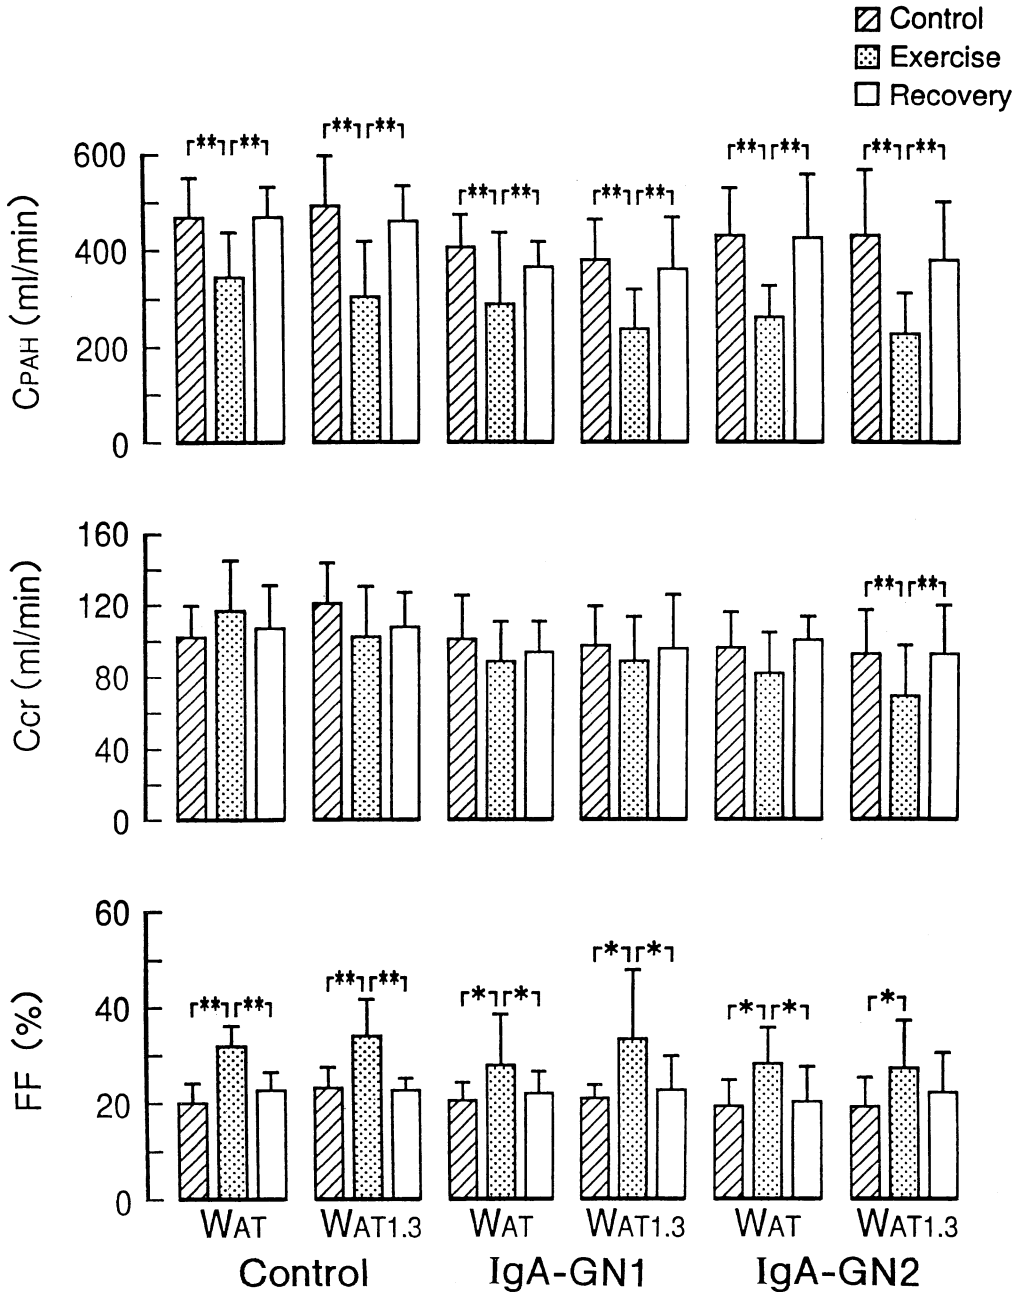 Control
Exercise
Recovery
** ** ** ** ** ** ** ** ** ** ** **
CPAH (ml/min)
600
400
200
0
Ccr (ml/min)
160
120
80
40
0
** **
FF (%)
60
40
20
0
** ** ** ** * * * * * * *
WAT WAT1.3 WAT WAT1.3 WAT WAT1.3
Control IgA-GN1 IgA-GN2